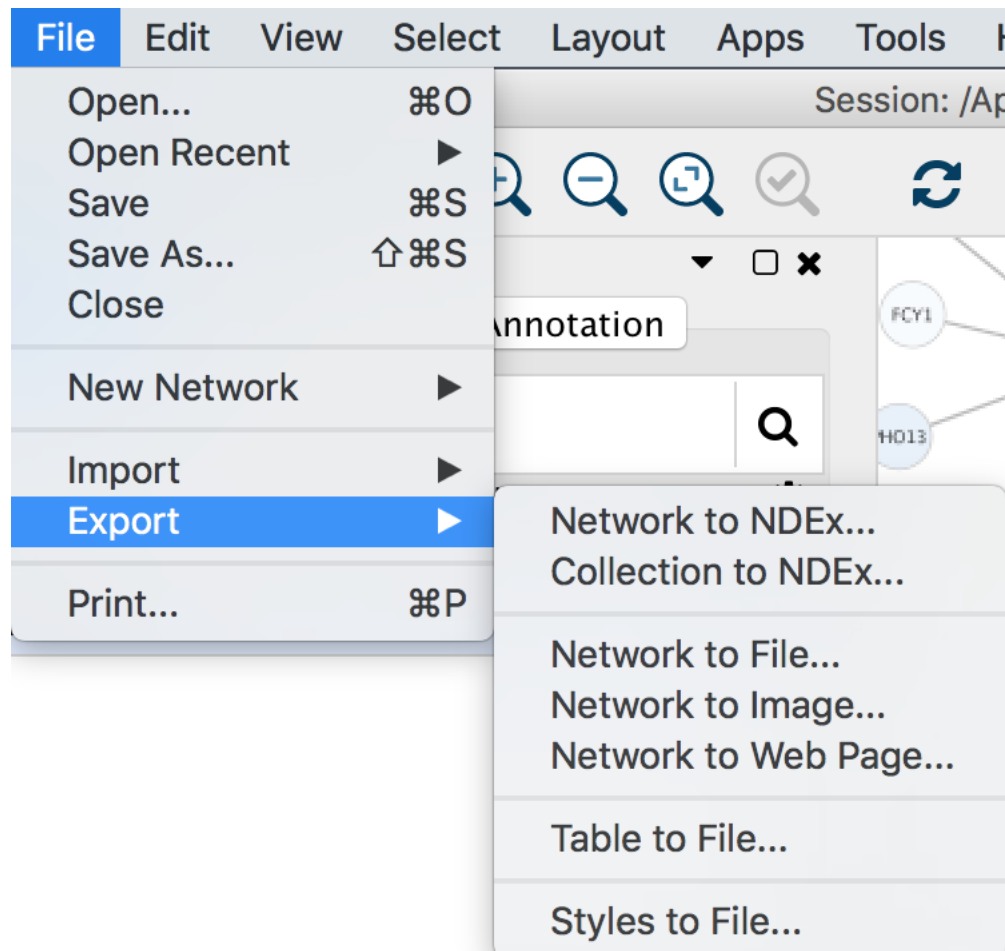 File Edit View Select Layout Apps Tools
Session: /Ap
Open... ⌘O
Open Recent ▶
Save ⌘S
Save As... ⇧⌘S
Close
Annotation
FCY1
New Network ▶
HO13
Import ▶
Export ▶
Network to NDEx...
Collection to NDEx...
Print... ⌘P
Network to File...
Network to Image...
Network to Web Page...
Table to File...
Styles to File...